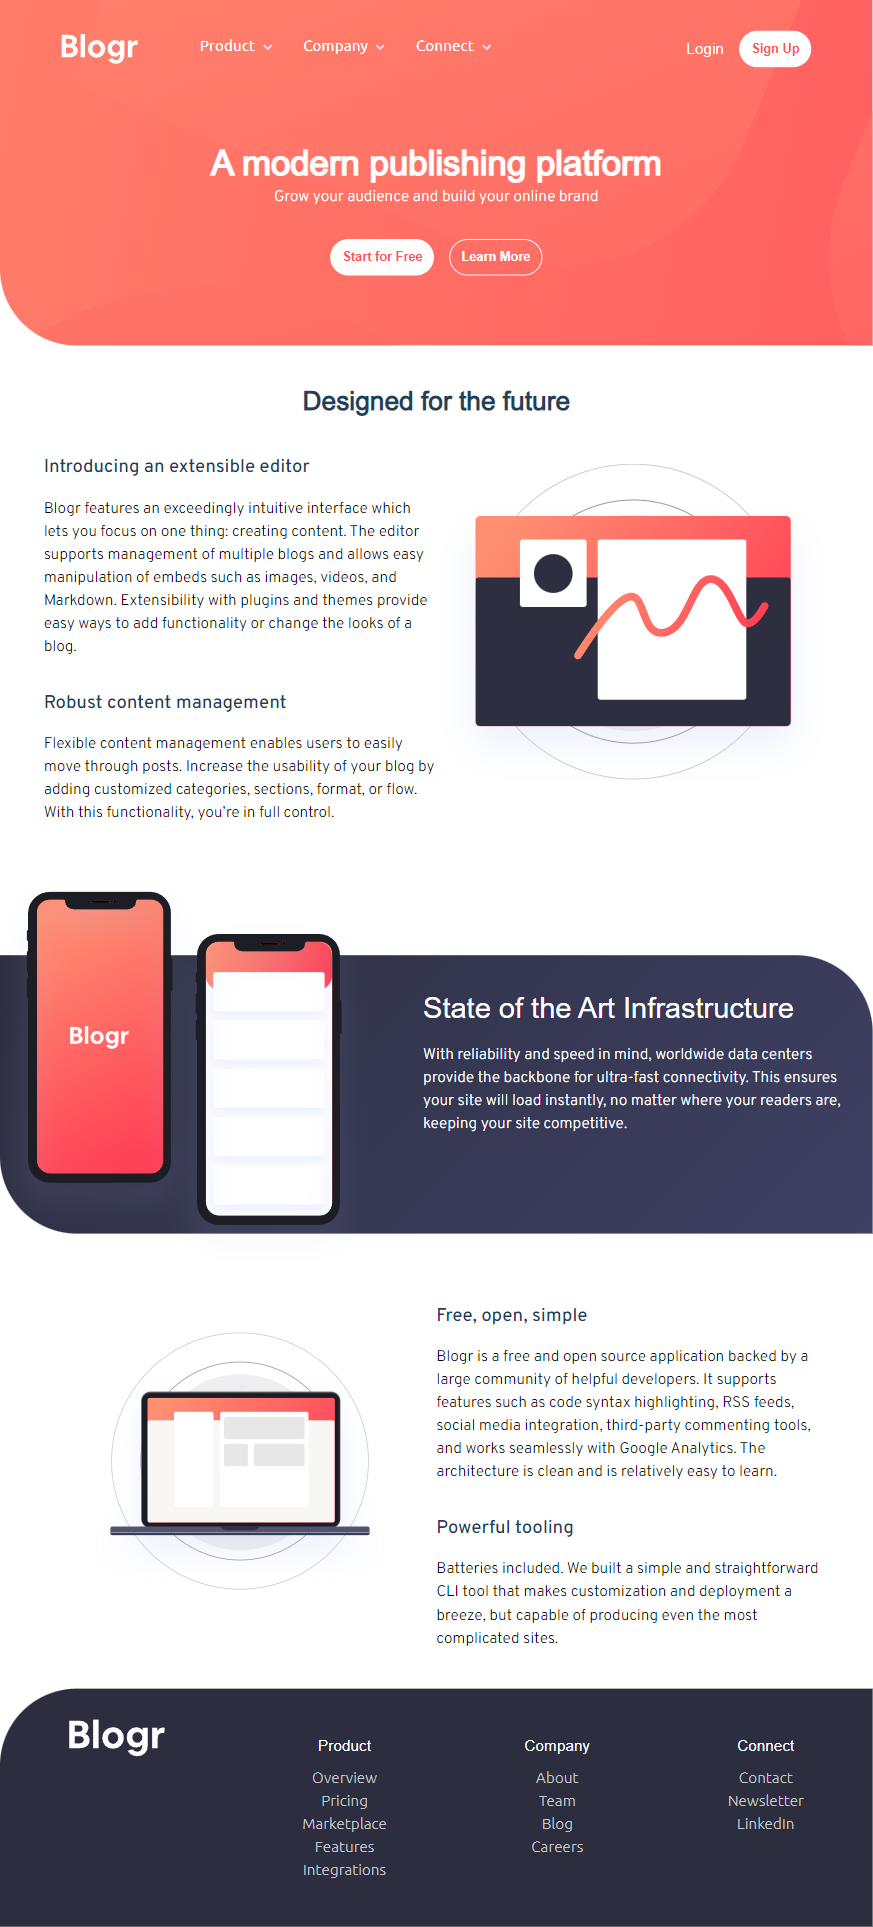 Blogr
Product
Company
Connect
Login
Sign Up
A modern publishing platform
Grow your audience and build your online brand
Start for Free
Learn More
Designed for the future
Introducing an extensible editor
Blogr features an exceedingly intuitive interface which
lets you focus on one thing: creating content. The editor
supports management of multiple blogs and allows easy
manipulation of embeds such as images, videos, and
Markdown. Extensibility with plugins and themes provide
easy ways to add functionality or change the looks of a
blog.
Robust content management
Flexible content management enables users to easily
move through posts. Increase the usability of your blog by
adding customized categories, sections, format, or flow.
With this functionality, you’re in full control.
Blogr
State of the Art Infrastructure
With reliability and speed in mind, worldwide data centers
provide the backbone for ultra-fast connectivity. This ensures
your site will load instantly, no matter where your readers are,
keeping your site competitive.
Free, open, simple
Blogr is a free and open source application backed by a
large community of helpful developers. It supports
features such as code syntax highlighting, RSS feeds,
social media integration, third-party commenting tools,
and works seamlessly with Google Analytics. The
architecture is clean and is relatively easy to learn.
Powerful tooling
Batteries included. We built a simple and straightforward
CLI tool that makes customization and deployment a
breeze, but capable of producing even the most
complicated sites.
Blogr
Product
Overview
Pricing
Marketplace
Features
Integrations
Company
About
Team
Blog
Careers
Connect
Contact
Newsletter
LinkedIn